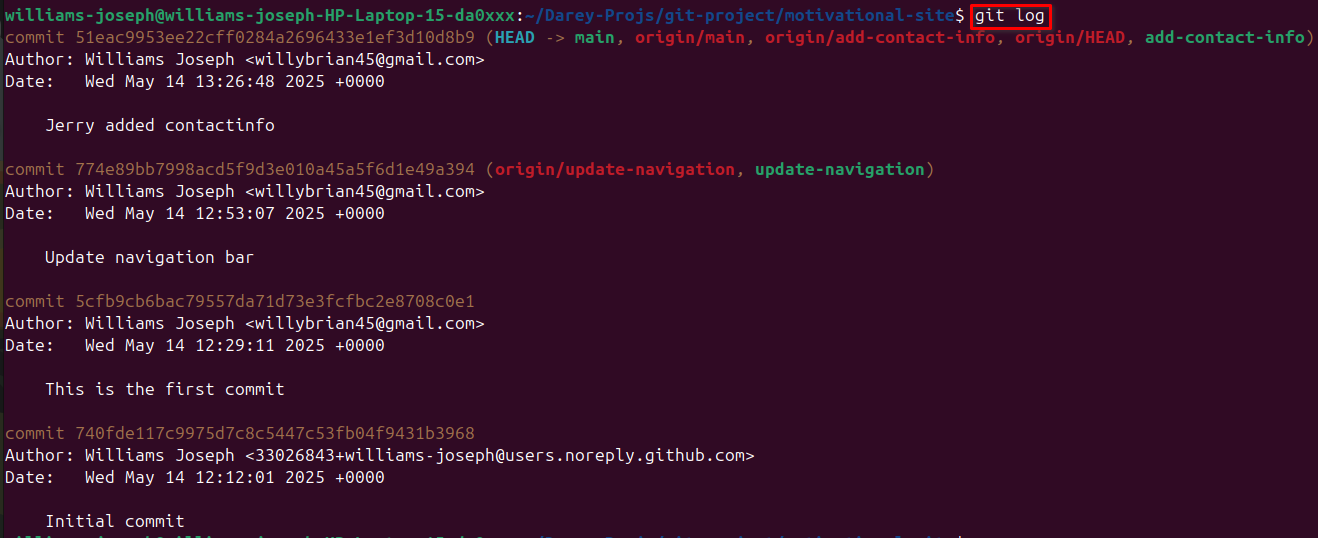 williams-joseph@williams-joseph-HP-Laptop-15-da0xxx:~/Darey-Projs/git-project/motivational-site$ git log
commit 51eac9953ee22cff0284a2696433e1ef3d10d8b9 (HEAD -> main, origin/main, origin/add-contact-info, origin/HEAD, add-contact-info)
Author: Williams Joseph <willybrian45@gmail.com>
Date:   Wed May 14 13:26:48 2025 +0000
    Jerry added contactinfo
commit 774e89bb7998acd5f9d3e010a45a5f6d1e49a394 (origin/update-navigation, update-navigation)
Author: Williams Joseph <willybrian45@gmail.com>
Date:   Wed May 14 12:53:07 2025 +0000
    Update navigation bar
commit 5cfb9cb6bac79557da71d73e3fcfbc2e8708c0e1
Author: Williams Joseph <willybrian45@gmail.com>
Date:   Wed May 14 12:29:11 2025 +0000
    This is the first commit
commit 740fde117c9975d7c8c5447c53fb04f9431b3968
Author: Williams Joseph <33026843+williams-joseph@users.noreply.github.com>
Date:   Wed May 14 12:12:01 2025 +0000
    Initial commit